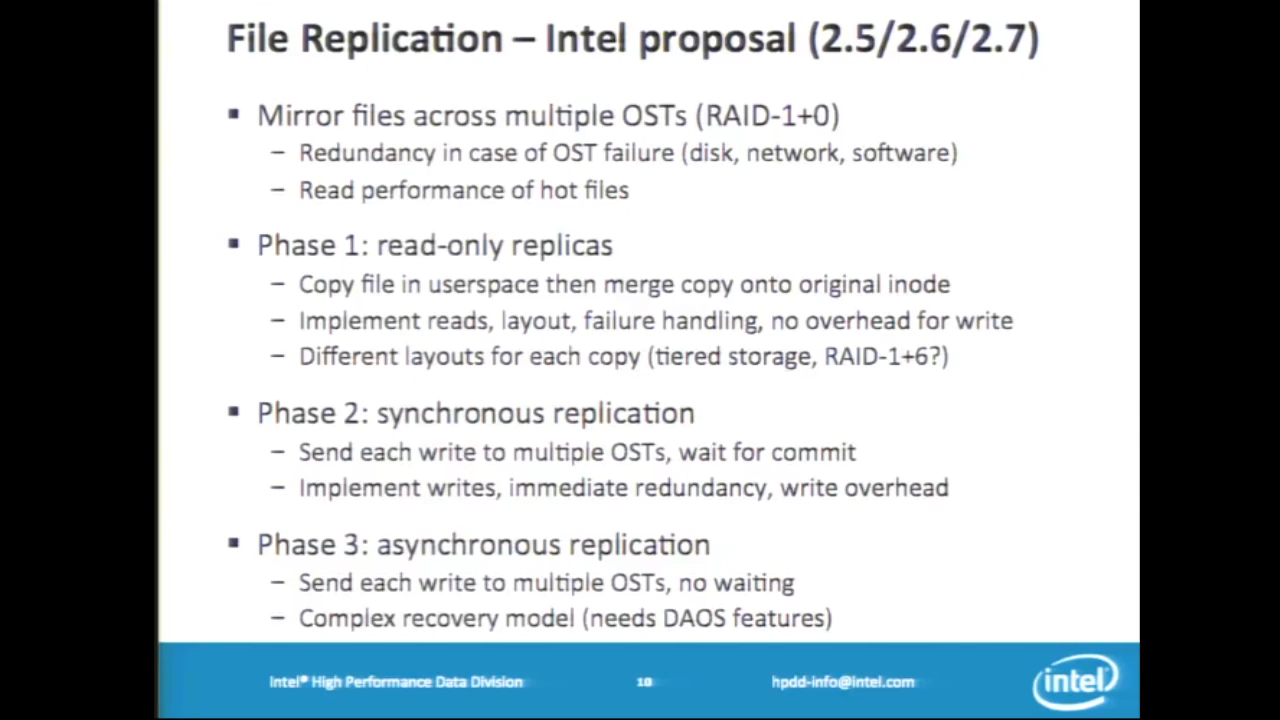 File Replication – Intel proposal (2.5/2.6/2.7)
▪ Mirror files across multiple OSTs (RAID-1+0)
– Redundancy in case of OST failure (disk, network, software)
– Read performance of hot files
▪ Phase 1: read-only replicas
– Copy file in userspace then merge copy onto original inode
– Implement reads, layout, failure handling, no overhead for write
– Different layouts for each copy (tiered storage, RAID-1+6?)
▪ Phase 2: synchronous replication
– Send each write to multiple OSTs, wait for commit
– Implement writes, immediate redundancy, write overhead
▪ Phase 3: asynchronous replication
– Send each write to multiple OSTs, no waiting
– Complex recovery model (needs DAOS features)
Intel® High Performance Data Division
10
hpdd-info@intel.com
intel